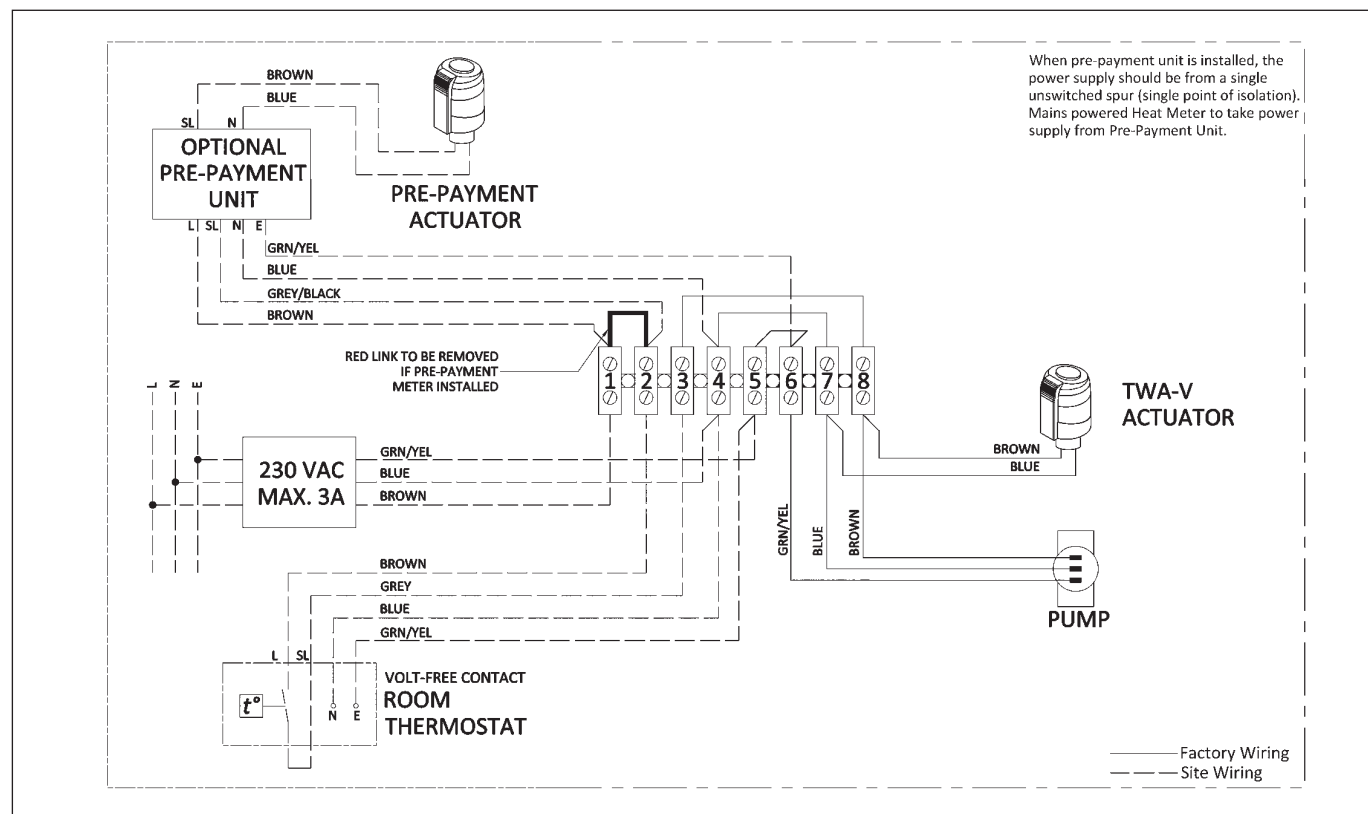 When pre-payment unit is installed, the
power supply should be from a single
unswitched spur (single point of isolation).
Mains powered Heat Meter to take power
supply from Pre-Payment Unit.
BROWN
BLUE
SL N
OPTIONAL
PRE-PAYMENT
UNIT
PRE-PAYMENT
ACTUATOR
L SL N E
GRN/YEL
BLUE
GREY/BLACK
BROWN
RED LINK TO BE REMOVED
IF PRE-PAYMENT
METER INSTALLED
1 2 3 4 5 6 7 8
TWA-V
ACTUATOR
BROWN
BLUE
L N E
230 VAC
MAX. 3A
GRN/YEL
BLUE
BROWN
GRN/YEL
BLUE
BROWN
PUMP
BROWN
GREY
BLUE
GRN/YEL
L SL
t°
N E
VOLT-FREE CONTACT
ROOM
THERMOSTAT
Factory Wiring
Site Wiring